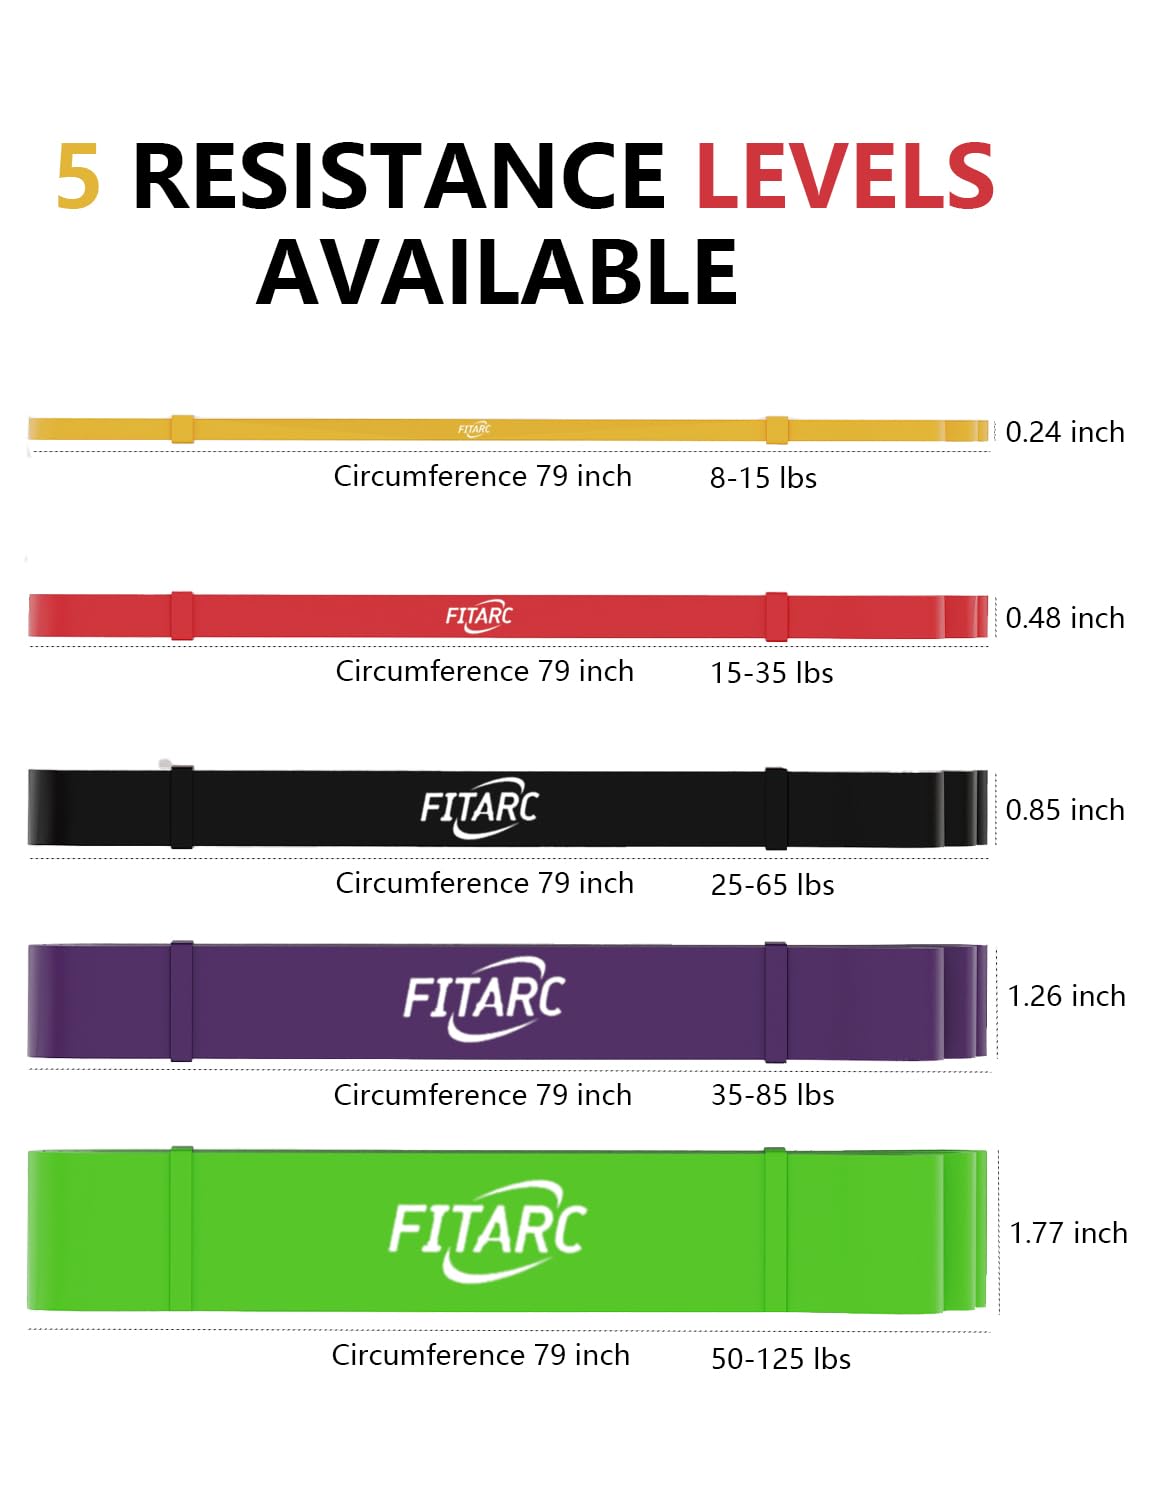 5 RESISTANCE LEVELS
AVAILABLE
FITARC
0.24 inch
Circumference 79 inch 8-15 lbs
FITARC
0.48 inch
Circumference 79 inch 15-35 lbs
FITARC
0.85 inch
Circumference 79 inch 25-65 lbs
FITARC
1.26 inch
Circumference 79 inch 35-85 lbs
FITARC
1.77 inch
Circumference 79 inch 50-125 lbs